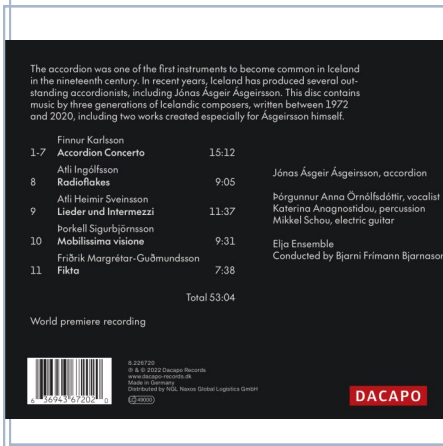 The accordion was one of the first instruments to become common in Iceland
in the nineteenth century. In recent years, Iceland has produced several out-
standing accordionists, including Jónas Ásgeir Ásgeirsson. This disc contains
music by three generations of Icelandic composers, written between 1972
and 2020, including two works created especially for Ásgeirsson himself.
Finnur Karlsson
1-7 Accordion Concerto 15:12
Atli Ingólfsson
8 Radioflakes 9:05
Atli Heimir Sveinsson
9 Lieder und Intermezzi 11:37
Þorkell Sigurbjörnsson
10 Mobilissima visione 9:31
Friðrik Margrétar-Guðmundsson
11 Fikta 7:38
Total 53:04
World premiere recording
Jónas Ásgeir Ásgeirsson, accordion
Þórgunnur Anna Örnólfsdóttir, vocalist
Katerina Anagnostidou, percussion
Mikkel Schou, electric guitar
Elja Ensemble
Conducted by Bjarni Frímann Bjarnason
6 36943 67202 0
8.226720
℗ & © 2022 Dacapo Records
www.dacapo-records.dk
Made in Germany
Distributed by NGL Naxos Global Logistics GmbH
DACAPO